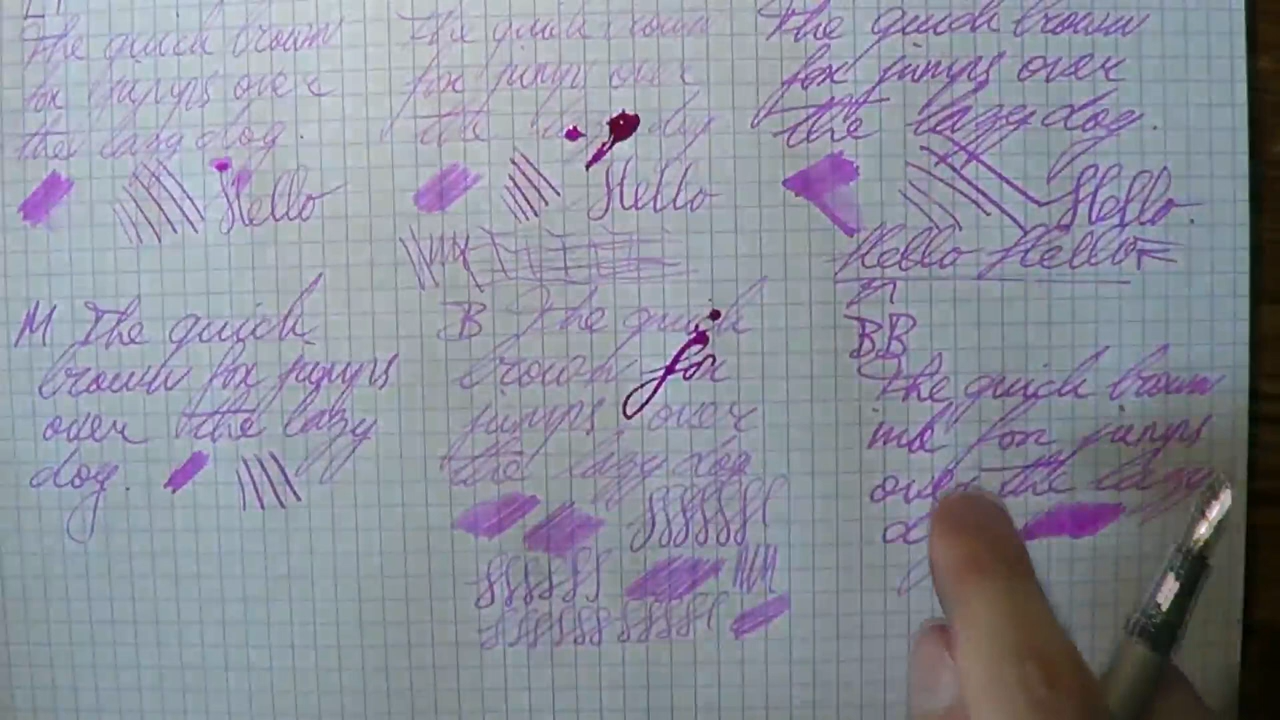 The quick brown
fox jumps over
the lazy dog.
Hello
The quick brown
fox jumps over
the lazy dog
Hello
The quick brown
fox jumps over
the lazy dog.
Hello
Hello Hello
M The quick
brown fox jumps
over the lazy
dog.
B The quick
brown fox
jumps over
the lazy dog
fffffff
ffffff
BB
The quick brown
ink fox jumps
over the lazy